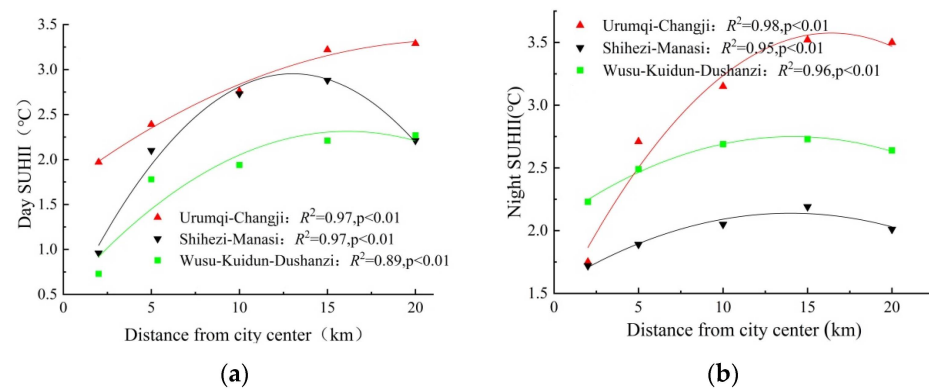 3.5
3.0
2.5
2.0
1.5
1.0
0.5
0
5
10
15
20
Day SUHII（℃）
Distance from city center（km）
Urumqi-Changji：R²=0.97,p<0.01
Shihezi-Manasi：R²=0.97,p<0.01
Wusu-Kuidun-Dushanzi：R²=0.89,p<0.01
(a)
Urumqi-Changji：R²=0.98,p<0.01
Shihezi-Manasi：R²=0.95,p<0.01
Wusu-Kuidun-Dushanzi：R²=0.96,p<0.01
3.5
3.0
2.5
2.0
1.5
0
5
10
15
20
Night SUHII(℃)
Distance from city center (km)
(b)